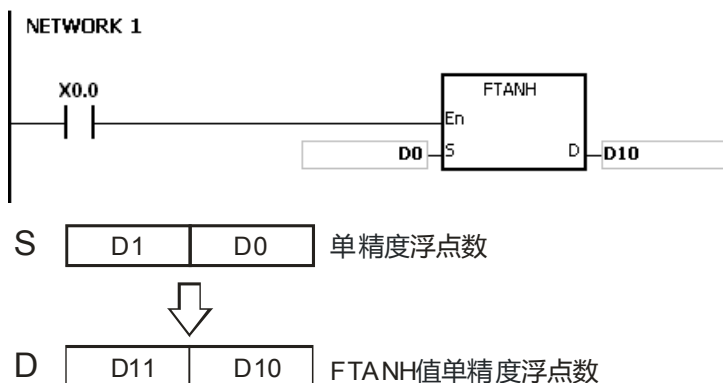 NETWORK 1
X0.0
FTANH
En
D0 S D D10
S D1 D0 单精度浮点数
D D11 D10 FTANH值单精度浮点数